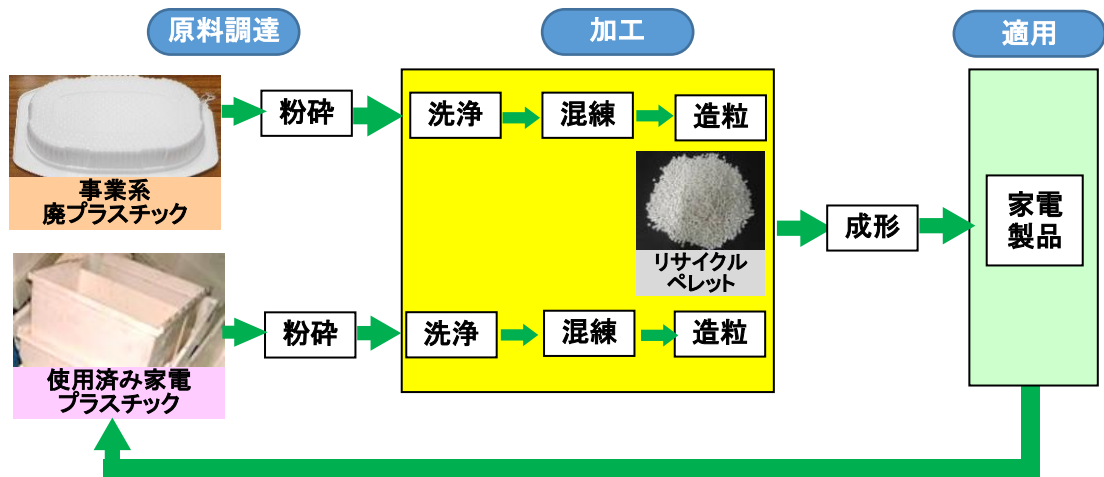 原料調達
加工
適用
粉砕
洗浄
混練
造粒
事業系
廃プラスチック
リサイクル
ペレット
成形
家電
製品
粉砕
洗浄
混練
造粒
使用済み家電
プラスチック